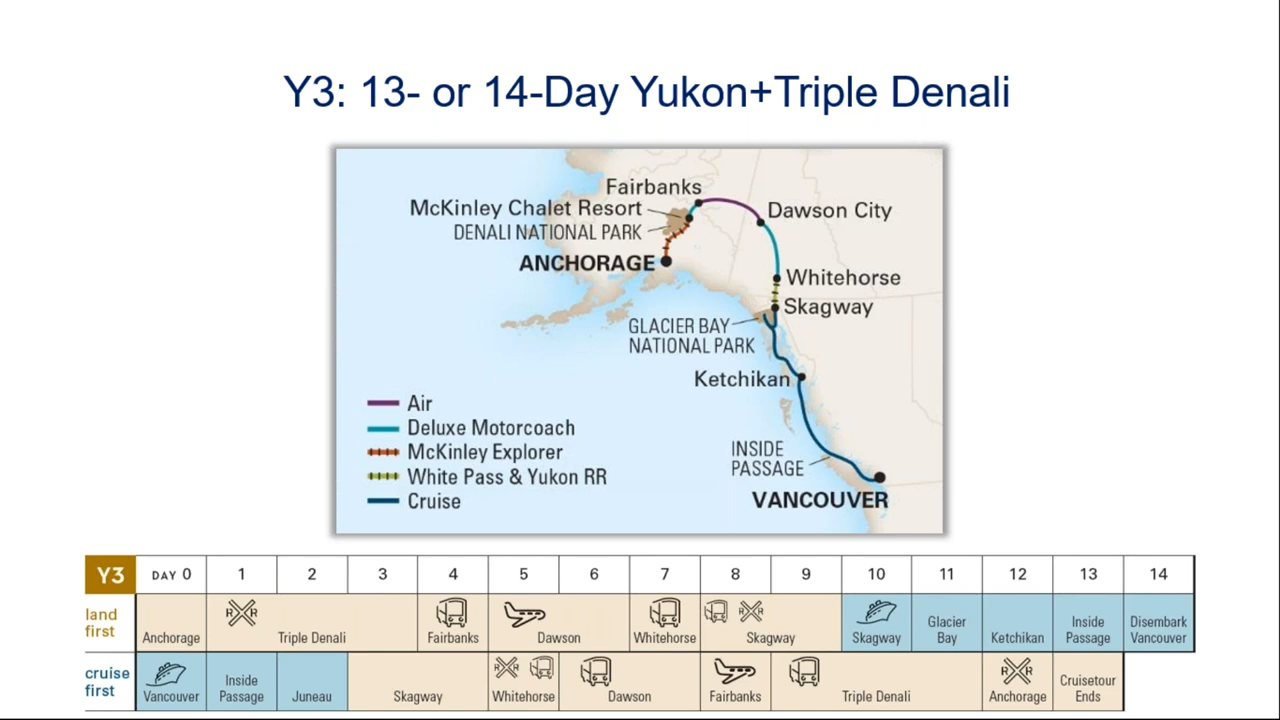 Y3: 13- or 14-Day Yukon+Triple Denali
Fairbanks
McKinley Chalet Resort
Dawson City
DENALI NATIONAL PARK
ANCHORAGE
Whitehorse
Skagway
GLACIER BAY
NATIONAL PARK
Ketchikan
Air
Deluxe Motorcoach
McKinley Explorer
White Pass & Yukon RR
Cruise
INSIDE
PASSAGE
VANCOUVER
Y3 DAY 0 1 2 3 4 5 6 7 8 9 10 11 12 13 14
land
first
Anchorage
Triple Denali
Fairbanks
Dawson
Whitehorse
Skagway
Skagway
Glacier
Bay
Ketchikan
Inside
Passage
Disembark
Vancouver
cruise
first
Vancouver
Inside
Passage
Juneau
Skagway
Whitehorse
Dawson
Fairbanks
Triple Denali
Anchorage
Cruisetour
Ends